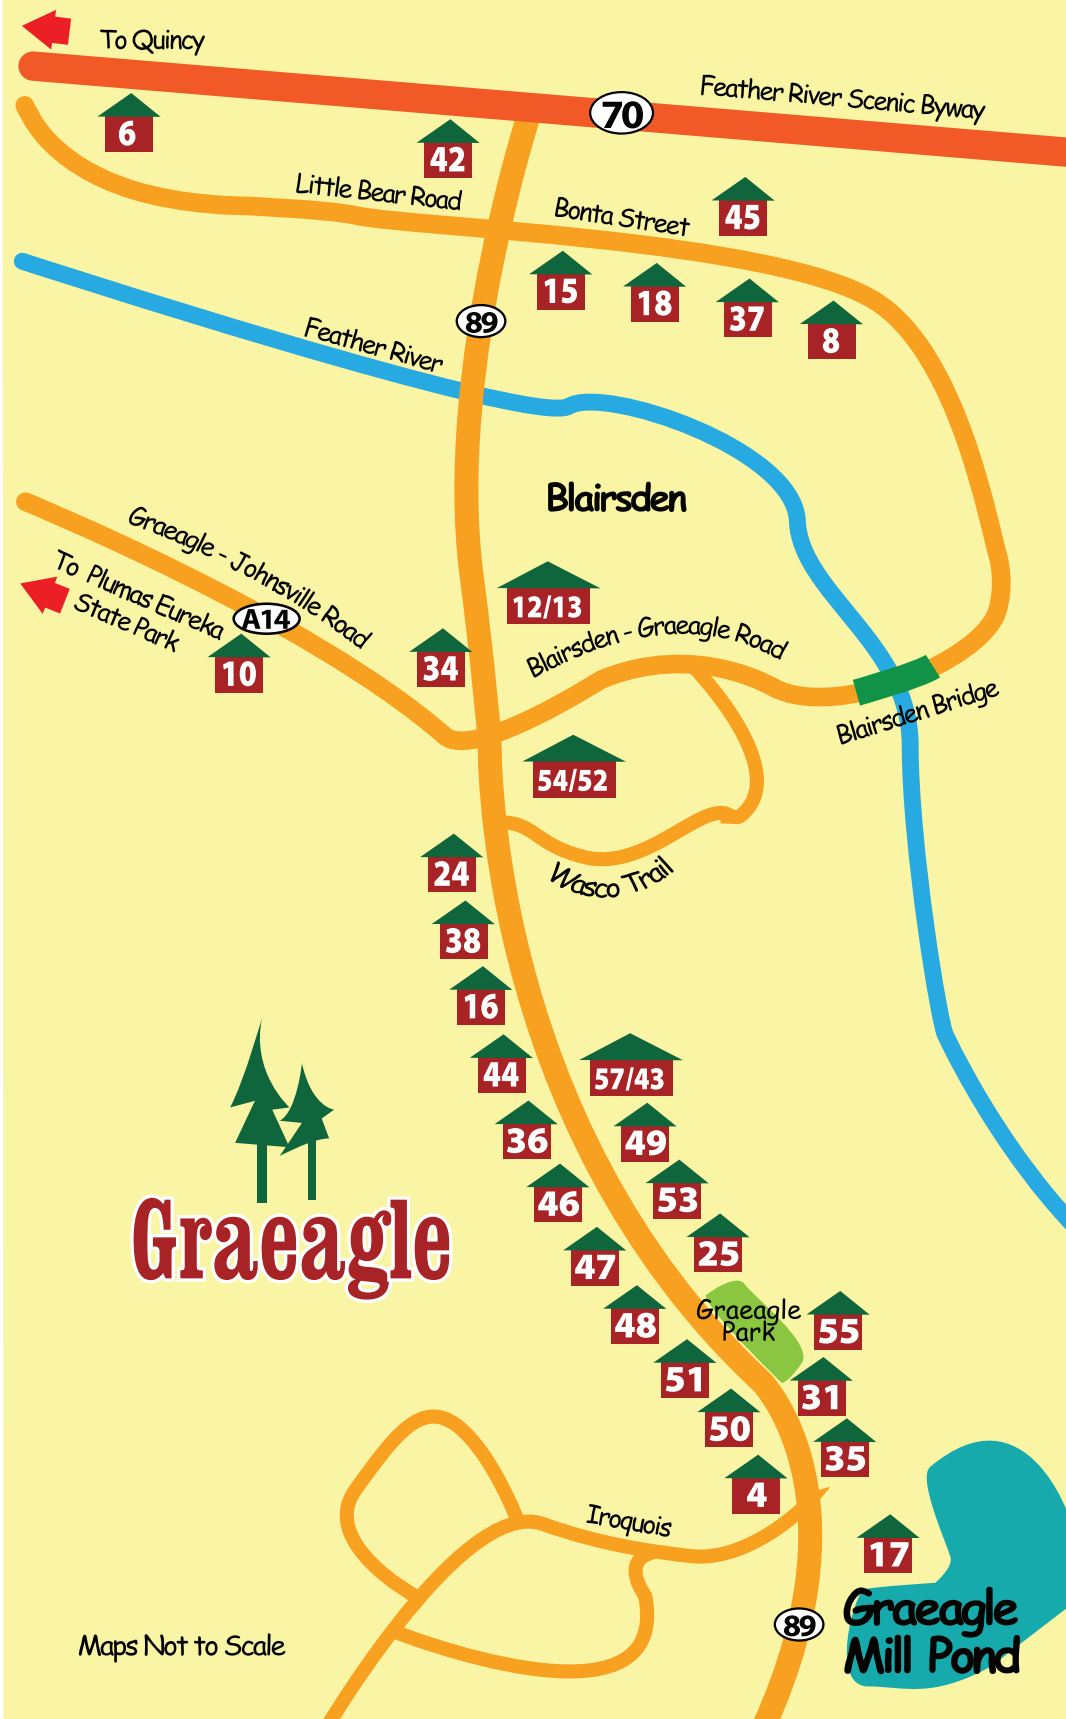 To Quincy
Feather River Scenic Byway
70
6
42
Little Bear Road
Bonta Street
45
15
18
37
8
89
Feather River
Blairsden
Graeagle - Johnsville Road
To Plumas Eureka
State Park
A14
10
34
12/13
Blairsden - Graeagle Road
Blairsden Bridge
54/52
Wasco Trail
24
38
16
44
57/43
36
49
46
53
47
25
Graeagle
48
Graeagle
Park
55
51
31
50
35
4
Iroquois
17
89
Graeagle
Mill Pond
Maps Not to Scale